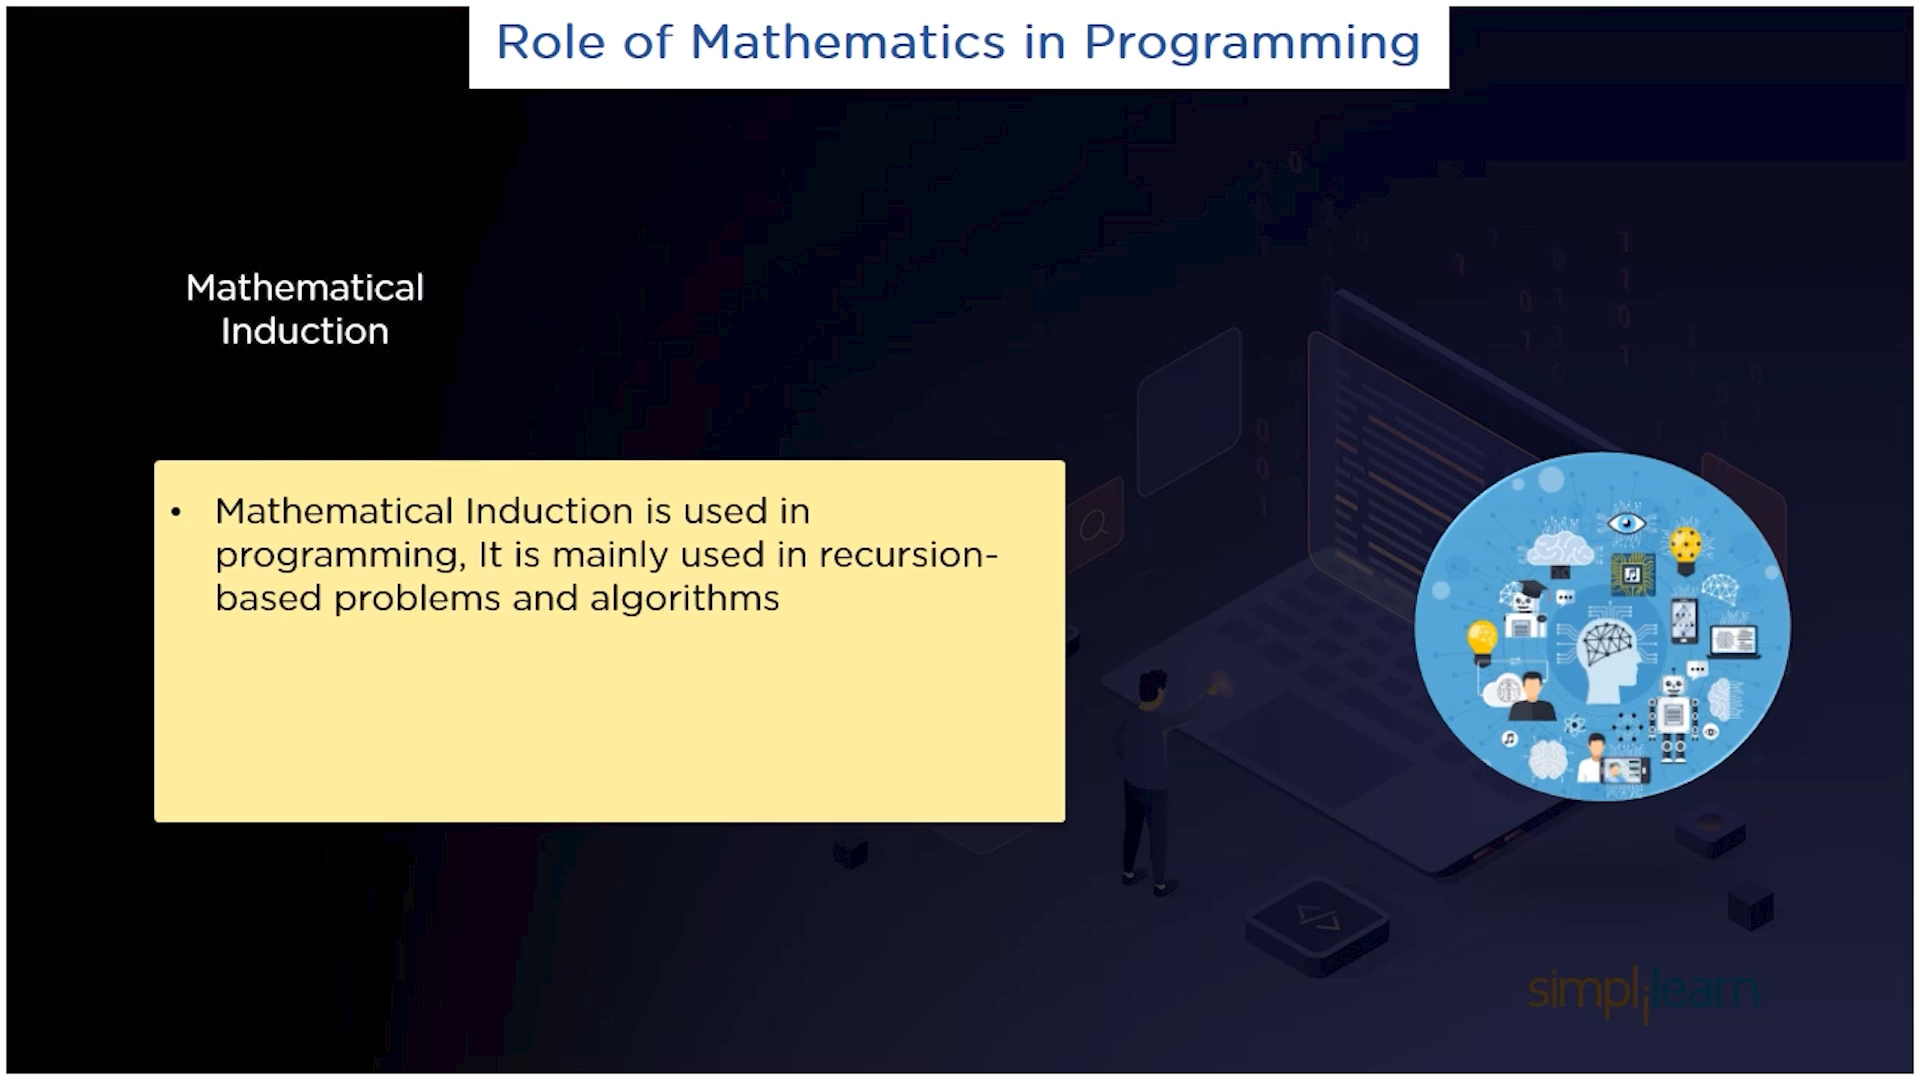 Role of Mathematics in Programming
Mathematical
Induction
• Mathematical Induction is used in
programming, It is mainly used in recursion-
based problems and algorithms
simplilearn